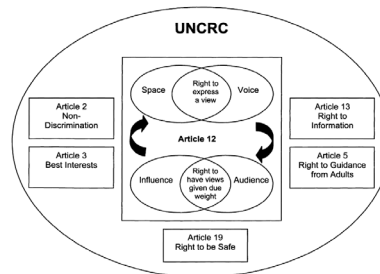 UNCRC
Space
Right to
express
a view
Voice
Article 2
Non-
Discrimination
Article 13
Right to
Information
Article 12
Article 3
Best Interests
Article 5
Right to Guidance
from Adults
Influence
Right to
have views
given due
weight
Audience
Article 19
Right to be Safe